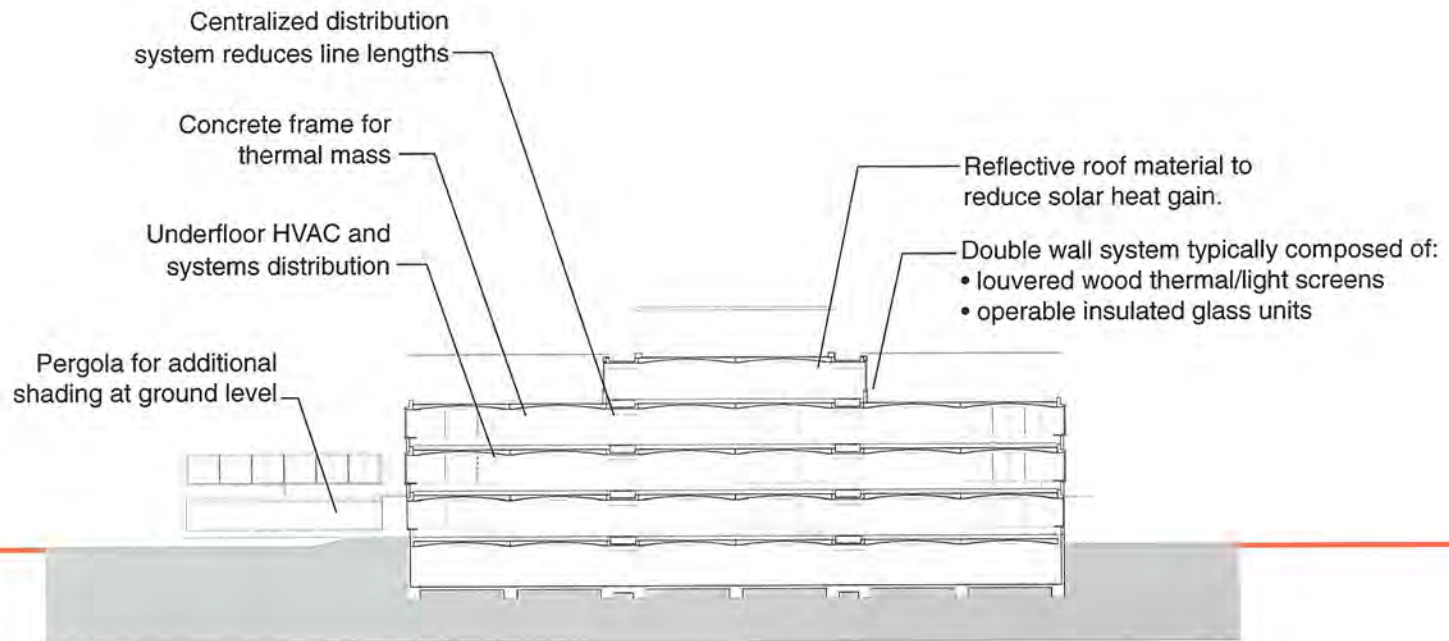 Centralized distribution
system reduces line lengths
Concrete frame for
thermal mass
Underfloor HVAC and
systems distribution
Pergola for additional
shading at ground level
Reflective roof material to
reduce solar heat gain.
Double wall system typically composed of:
• louvered wood thermal/light screens
• operable insulated glass units